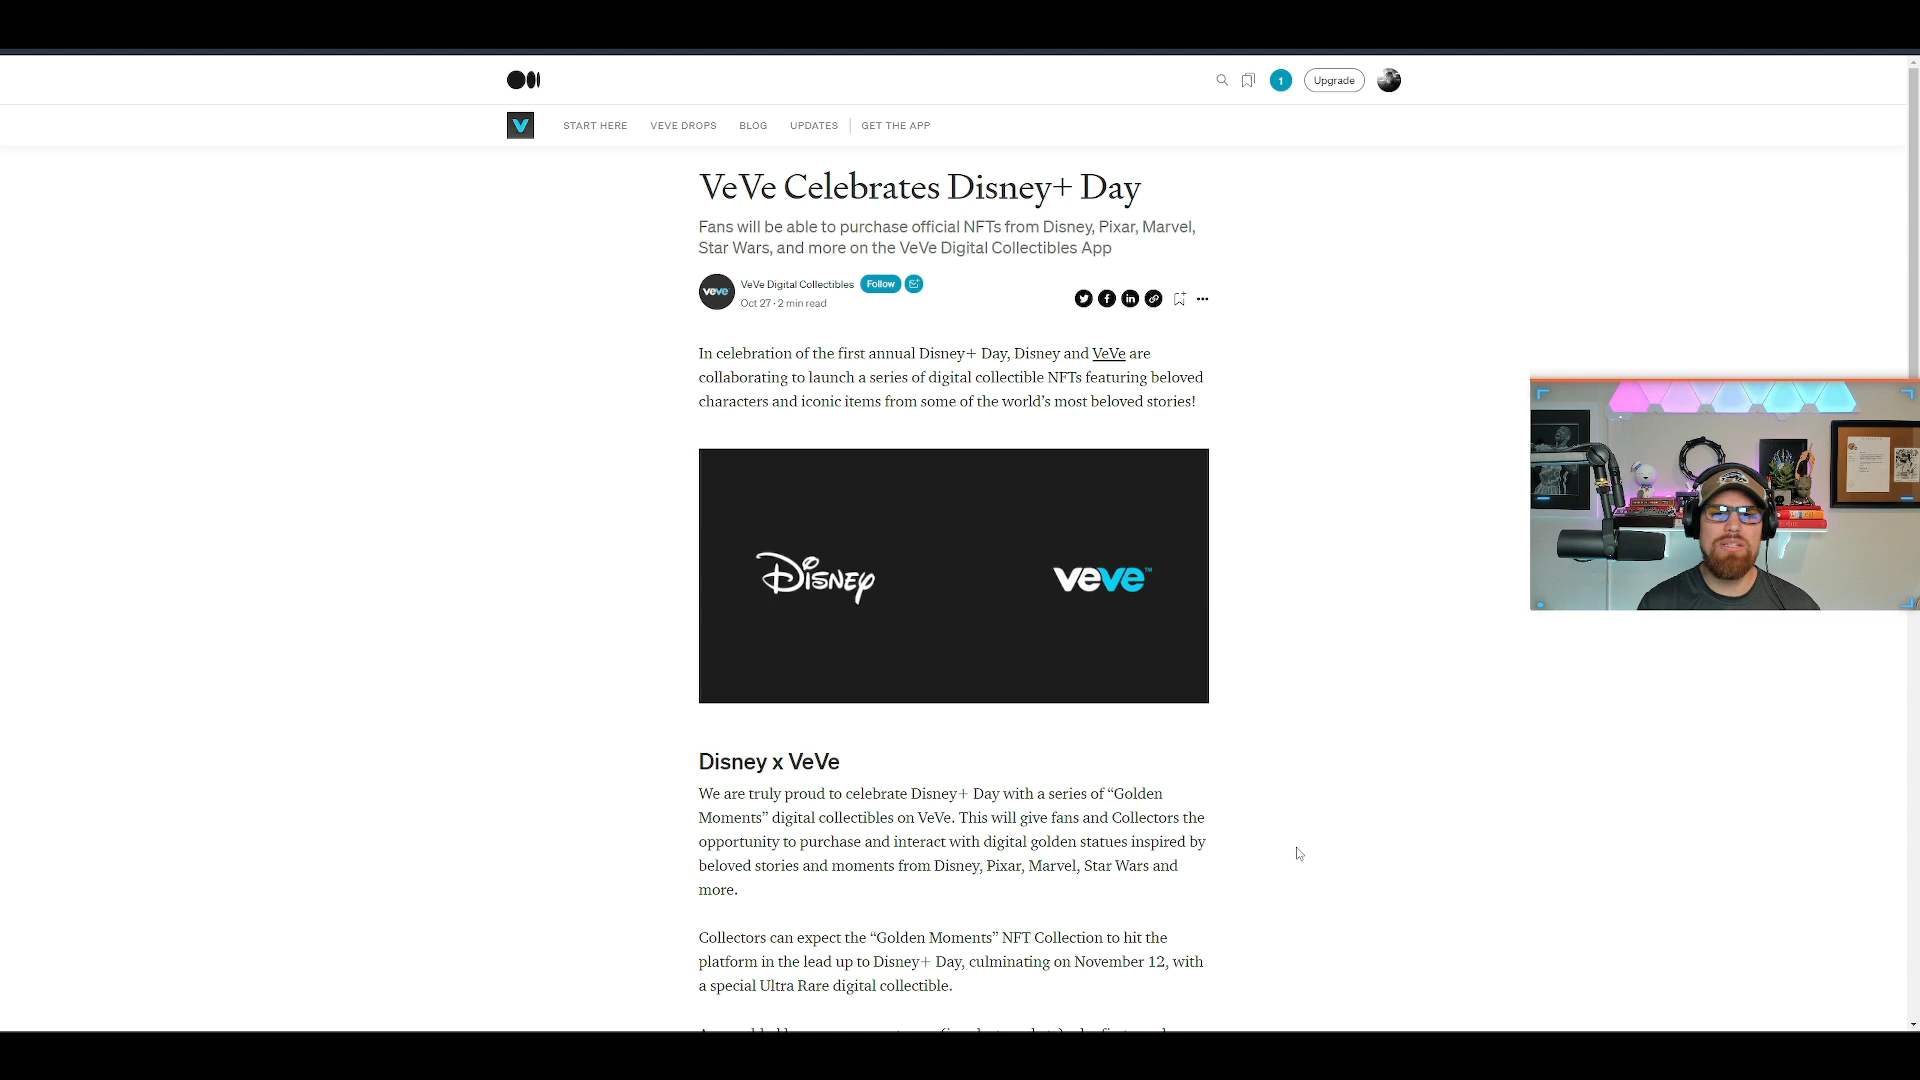 1
Upgrade
START HERE
VEVE DROPS
BLOG
UPDATES
GET THE APP
VeVe Celebrates Disney+ Day
Fans will be able to purchase official NFTs from Disney, Pixar, Marvel,
Star Wars, and more on the VeVe Digital Collectibles App
veve
VeVe Digital Collectibles
Follow
Oct 27 · 2 min read
In celebration of the first annual Disney+ Day, Disney and VeVe are
collaborating to launch a series of digital collectible NFTs featuring beloved
characters and iconic items from some of the world’s most beloved stories!
Disney
veve™
Disney x VeVe
We are truly proud to celebrate Disney+ Day with a series of “Golden
Moments” digital collectibles on VeVe. This will give fans and Collectors the
opportunity to purchase and interact with digital golden statues inspired by
beloved stories and moments from Disney, Pixar, Marvel, Star Wars and
more.
Collectors can expect the “Golden Moments” NFT Collection to hit the
platform in the lead up to Disney+ Day, culminating on November 12, with
a special Ultra Rare digital collectible.